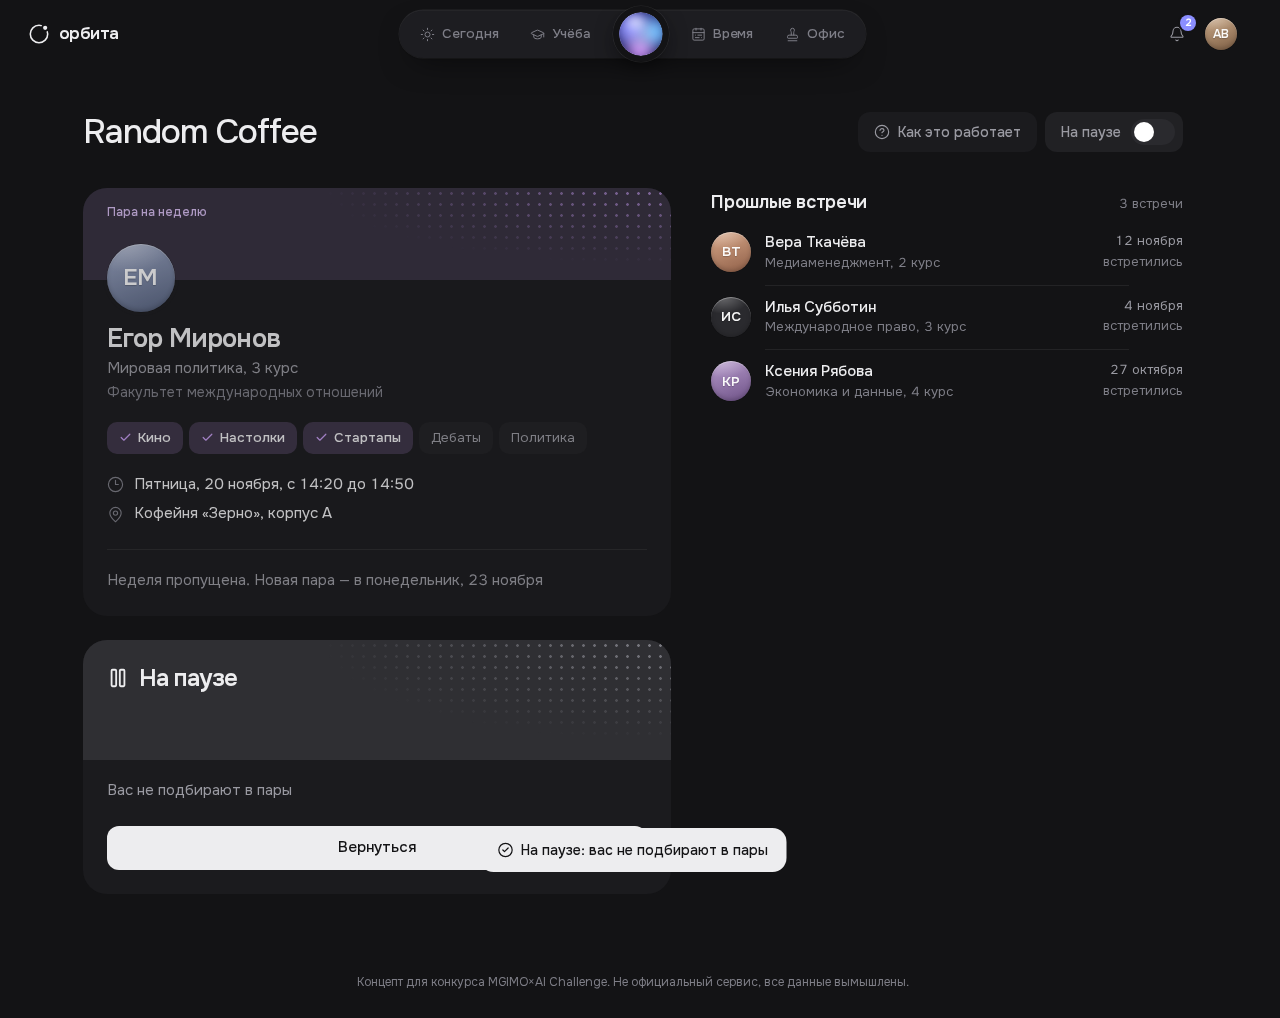 орбита
Сегодня
Учёба
Время
Офис
2
АВ
Random Coffee
Как это работает
На паузе
Пара на неделю
ЕМ
Егор Миронов
Мировая политика, 3 курс
Факультет международных отношений
Кино
Настолки
Стартапы
Дебаты
Политика
Пятница, 20 ноября, с 14:20 до 14:50
Кофейня «Зерно», корпус А
Неделя пропущена. Новая пара — в понедельник, 23 ноября
На паузе
Вас не подбирают в пары
Вернуться
На паузе: вас не подбирают в пары
Прошлые встречи
3 встречи
ВТ
Вера Ткачёва
Медиаменеджмент, 2 курс
12 ноября
встретились
ИС
Илья Субботин
Международное право, 3 курс
4 ноября
встретились
КР
Ксения Рябова
Экономика и данные, 4 курс
27 октября
встретились
Концепт для конкурса MGIMO×AI Challenge. Не официальный сервис, все данные вымышлены.